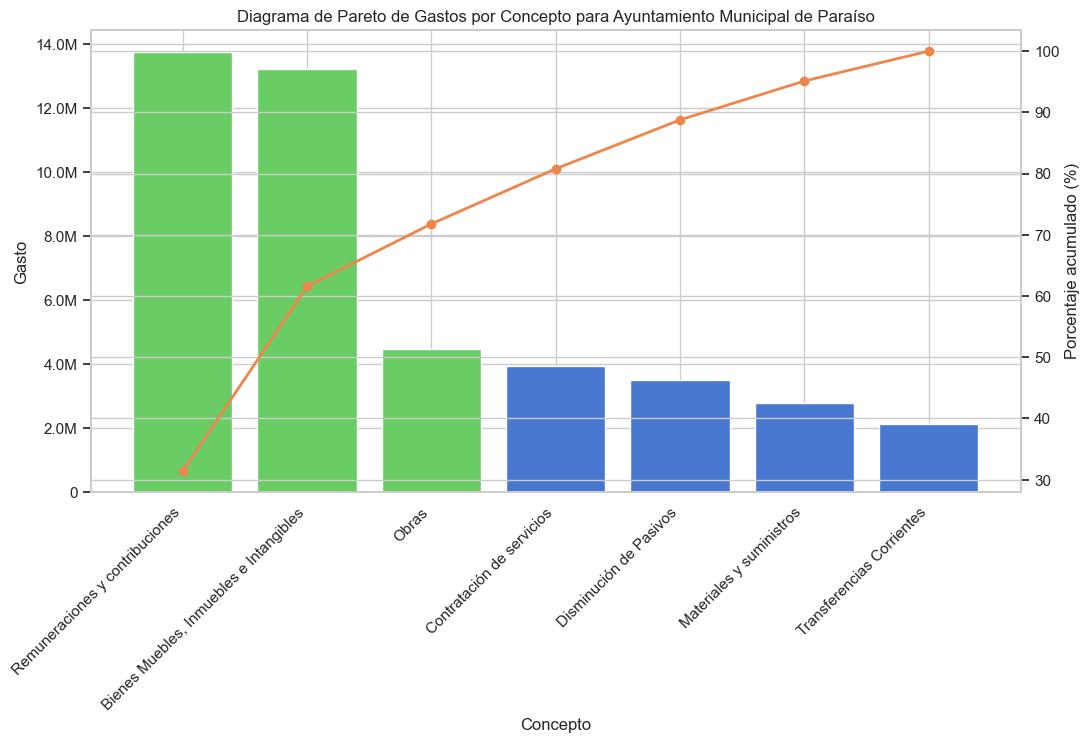 Diagrama de Pareto de Gastos por Concepto para Ayuntamiento Municipal de Paraíso
Gasto
14.0M
12.0M
10.0M
8.0M
6.0M
4.0M
2.0M
0
100
90
80
70
60
50
40
30
Porcentaje acumulado (%)
Remuneraciones y contribuciones
Bienes Muebles, Inmuebles e Intangibles
Obras
Contratación de servicios
Disminución de Pasivos
Materiales y suministros
Transferencias Corrientes
Concepto